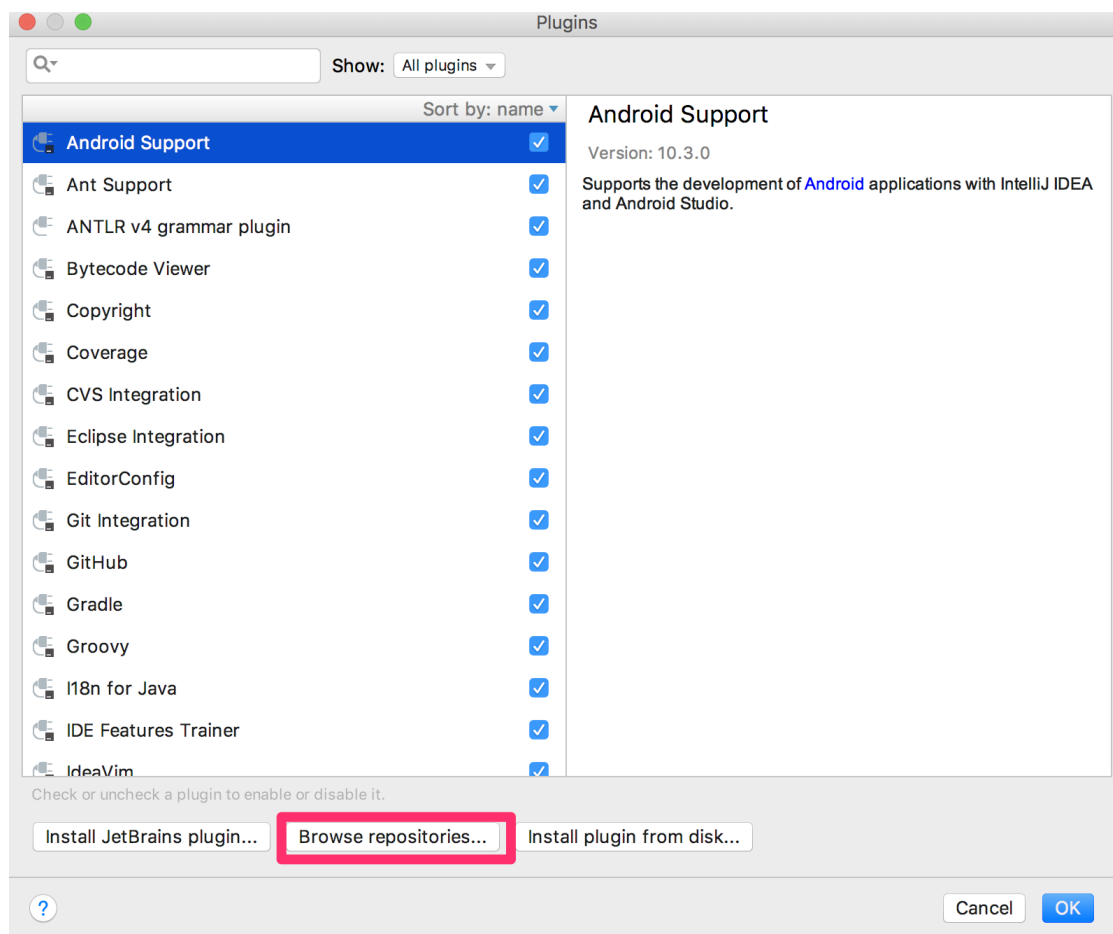 Plugins
Show: All plugins
Sort by: name
Android Support
Ant Support
ANTLR v4 grammar plugin
Bytecode Viewer
Copyright
Coverage
CVS Integration
Eclipse Integration
EditorConfig
Git Integration
GitHub
Gradle
Groovy
I18n for Java
IDE Features Trainer
IdeaVim
Android Support
Version: 10.3.0
Supports the development of Android applications with IntelliJ IDEA
and Android Studio.
Check or uncheck a plugin to enable or disable it.
Install JetBrains plugin... Browse repositories... Install plugin from disk...
? Cancel OK